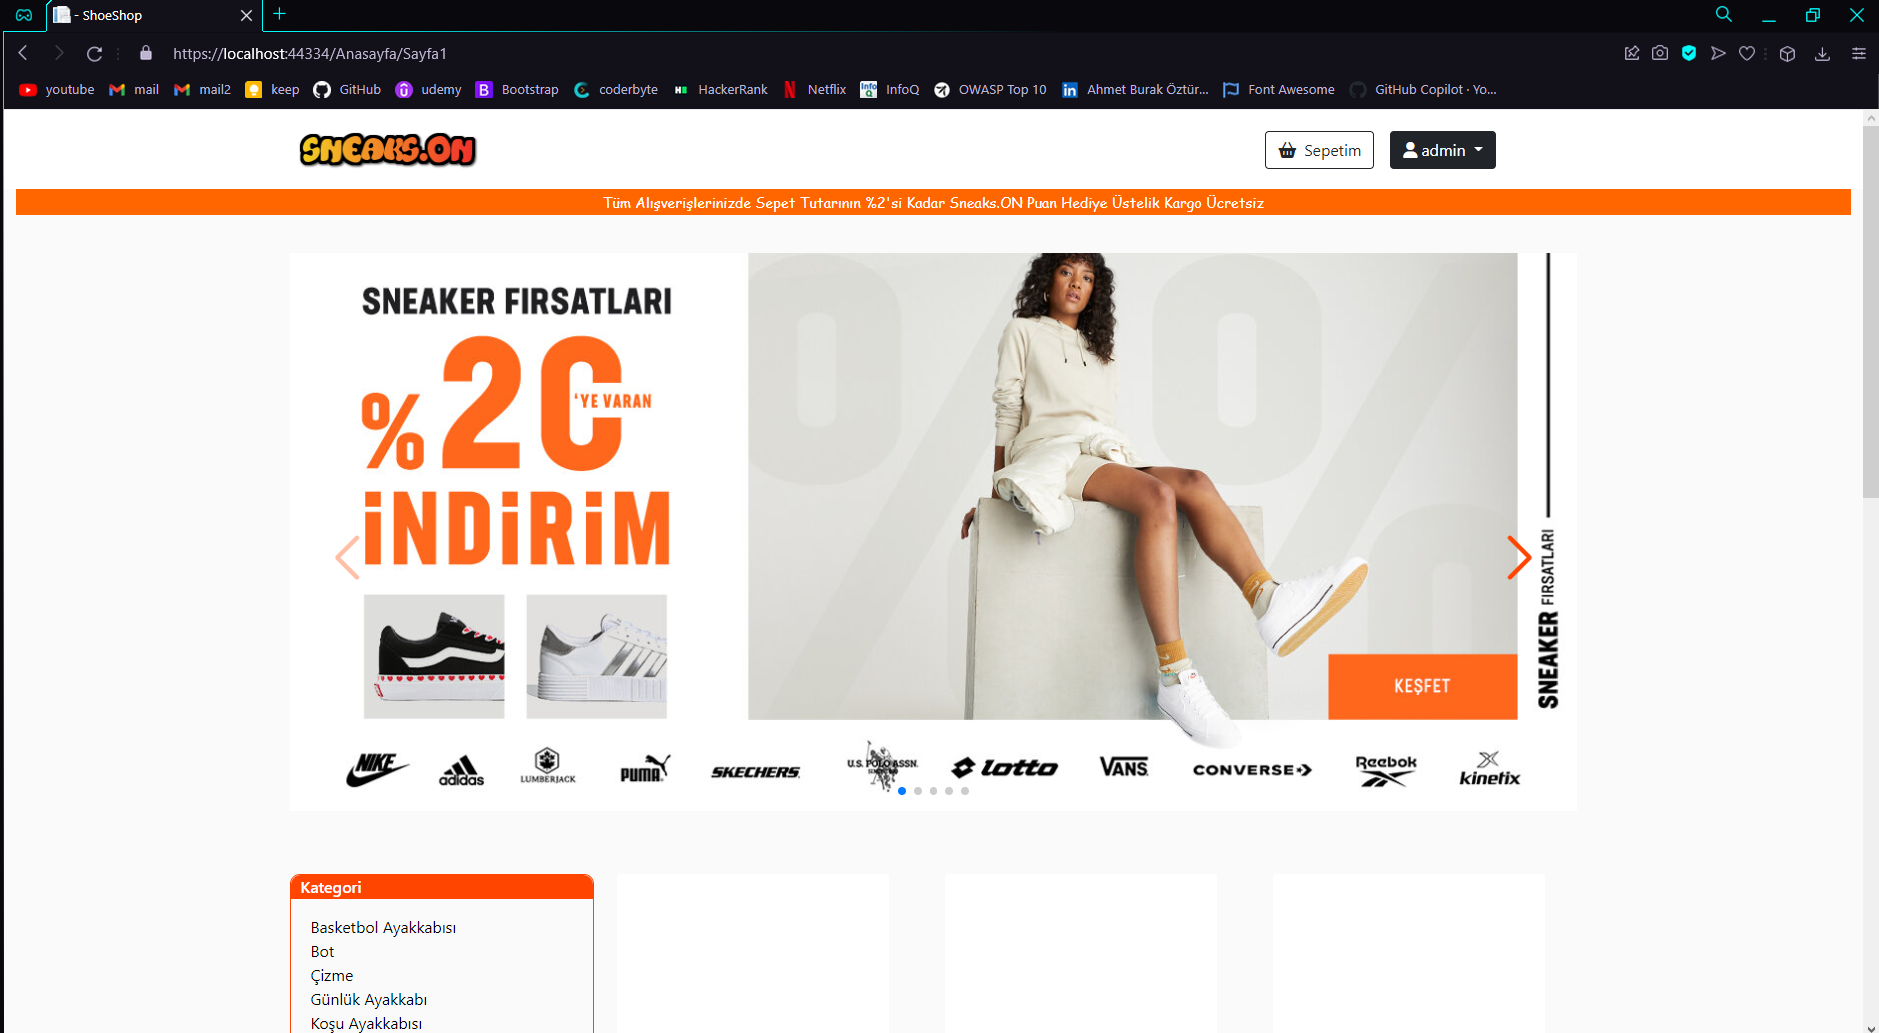 - ShoeShop
https://localhost:44334/Anasayfa/Sayfa1
youtube
mail
mail2
keep
GitHub
udemy
Bootstrap
coderbyte
HackerRank
Netflix
InfoQ
OWASP Top 10
Ahmet Burak Öztür...
Font Awesome
GitHub Copilot · Yo...
SNEAKS.ON
Sepetim
admin
Tüm Alışverişlerinizde Sepet Tutarının %2'si Kadar Sneaks.ON Puan Hediye Üstelik Kargo Ücretsiz
SNEAKER FIRSATLARI
%20
'YE VARAN
İNDİRİM
KEŞFET
SNEAKER FIRSATLARI
NIKE
adidas
LUMBERJACK
PUMA
SKECHERS
U.S. POLO ASSN.
lotto
VANS
CONVERSE
Reebok
kinetix
Kategori
Basketbol Ayakkabısı
Bot
Çizme
Günlük Ayakkabı
Koşu Ayakkabısı